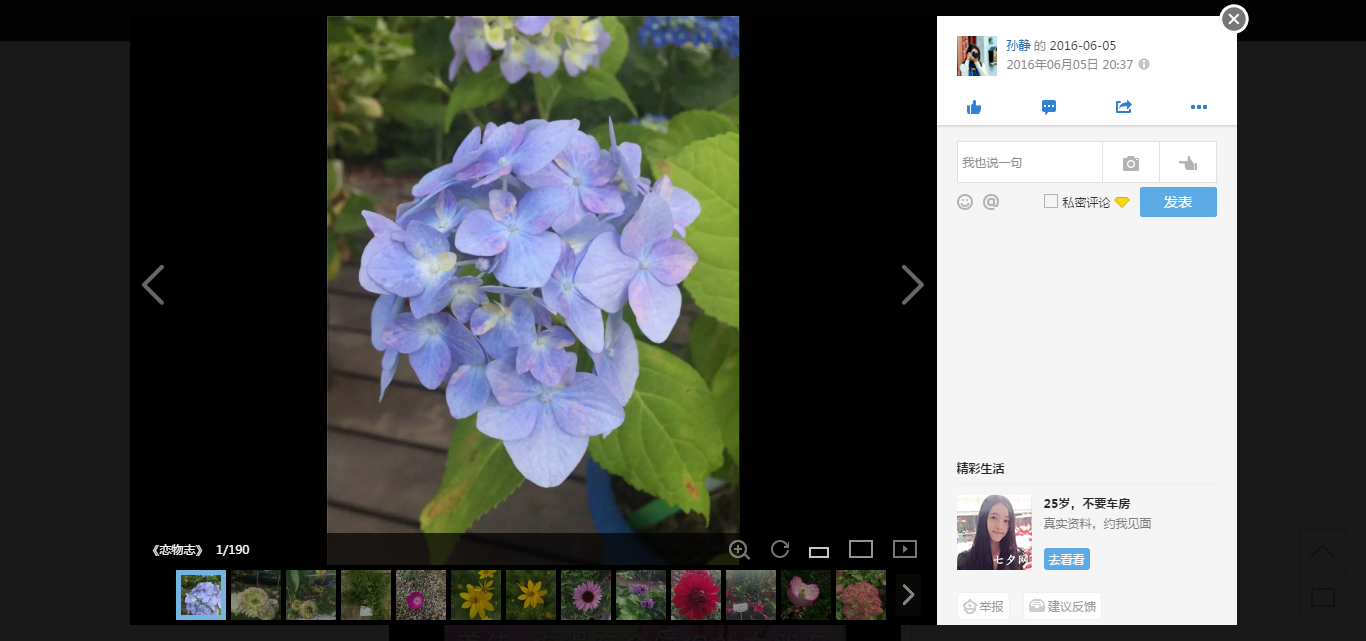 孙静 的 2016-06-05
2016年06月05日 20:37
我也说一句
私密评论
发表
精彩生活
25岁，不要车房
真实资料，约我见面
七夕网
去看看
举报
建议反馈
《恋物志》 1/190